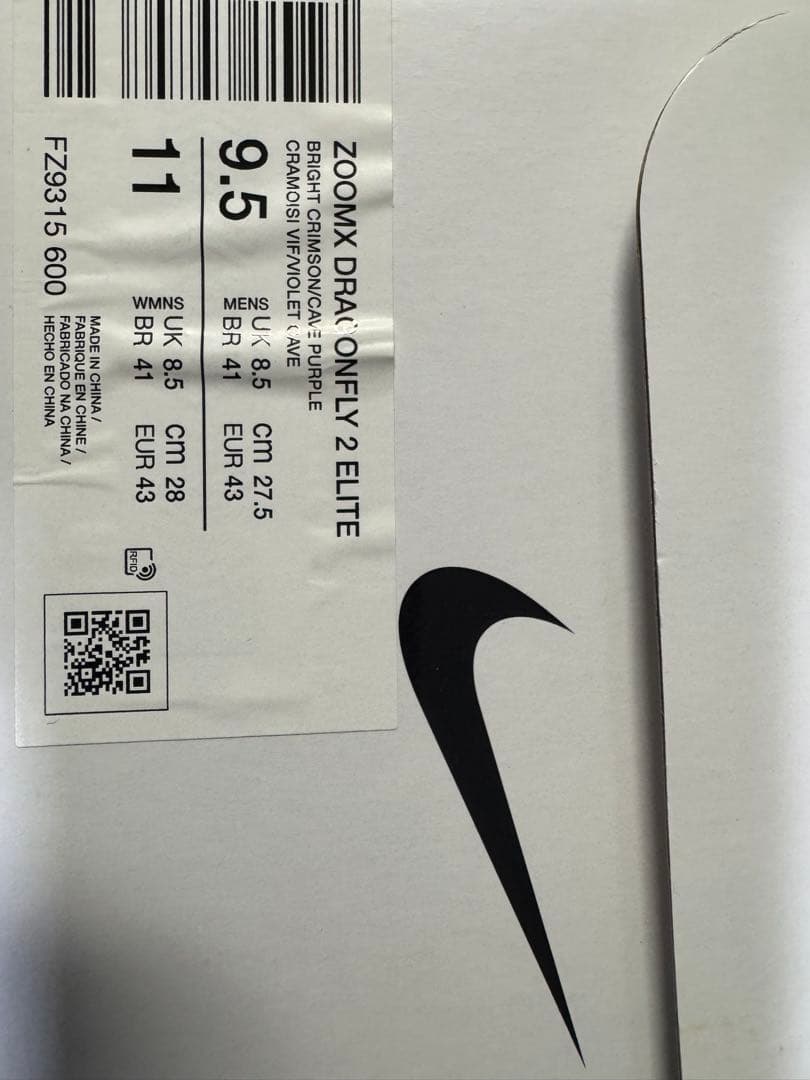 ZOOMX DRAGONFLY 2 ELITE
BRIGHT CRIMSON/CAVE PURPLE
CRAMOISI VIF/VIOLET CAVE
9.5
MENS
UK 8.5 cm 27.5
BR 41 EUR 43
11
WMNS
UK 8.5 cm 28
BR 41 EUR 43
RFID
FZ9315 600
MADE IN CHINA /
FABRIQUE EN CHINE /
FABRICADO NA CHINA /
HECHO EN CHINA